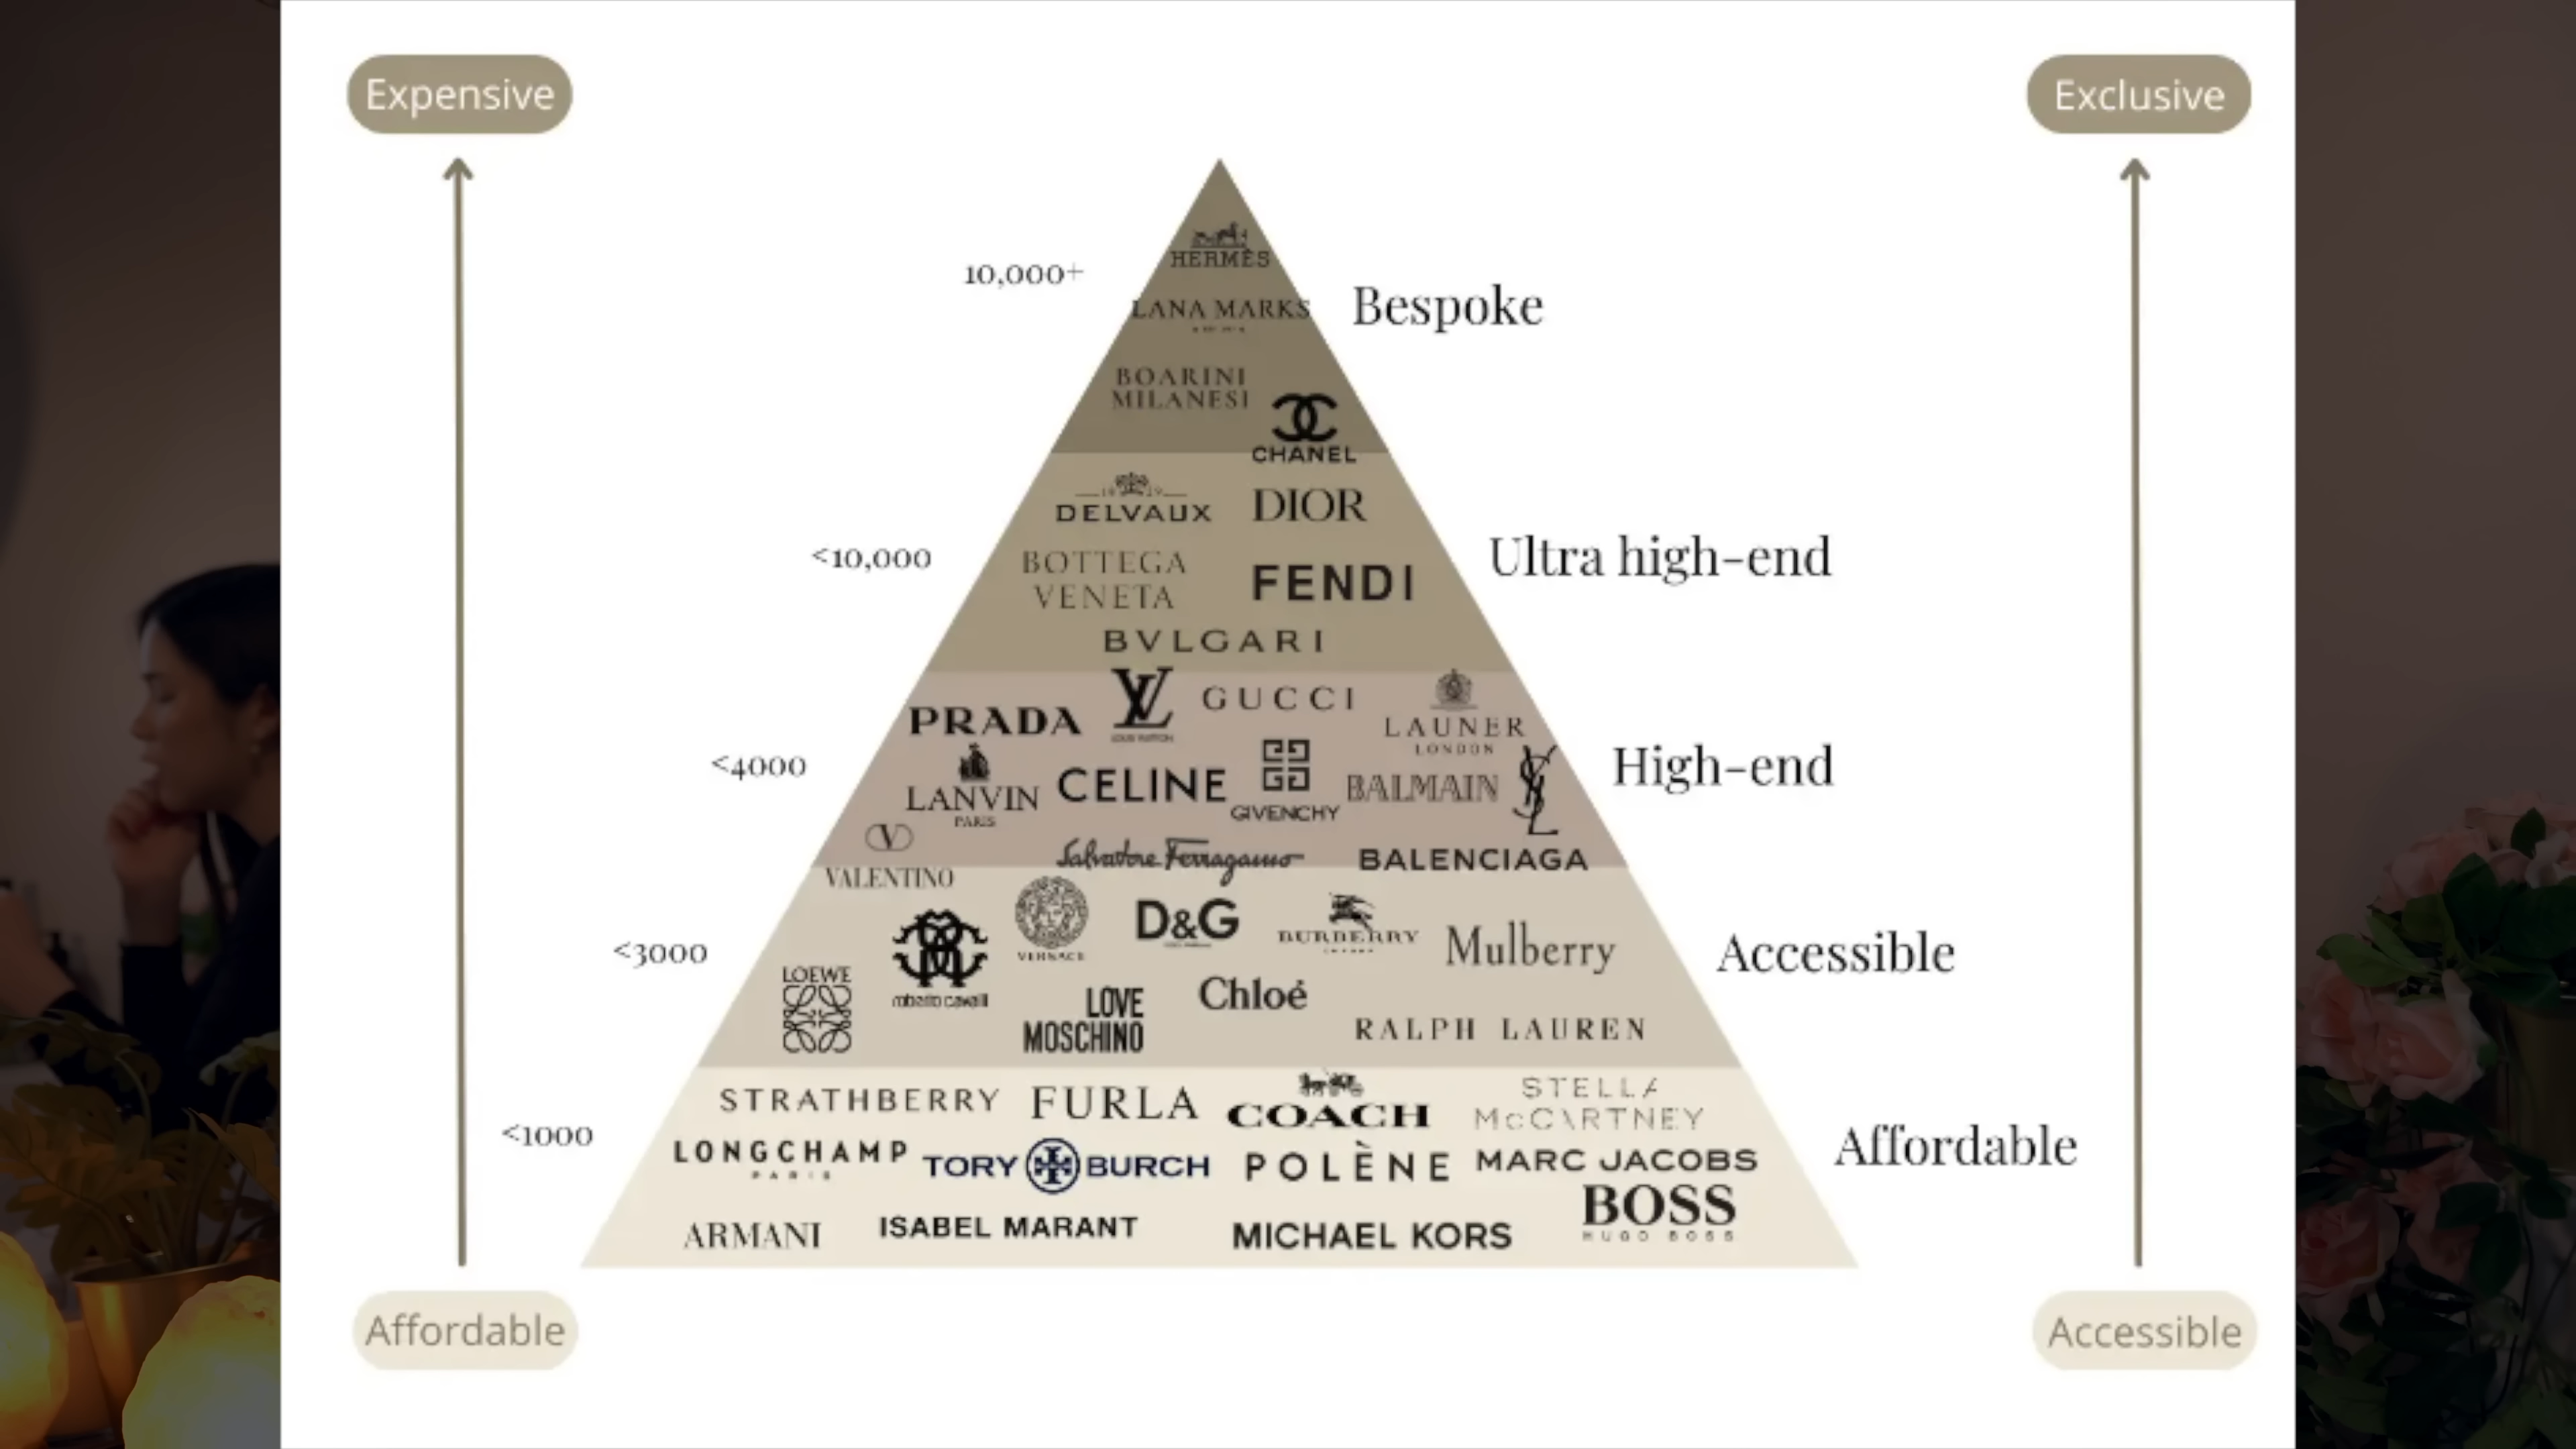 Expensive
Exclusive
HERMÈS
10,000+
LANA MARKS
Bespoke
BOARINI
MILANESI
CHANEL
DELVAUX
DIOR
<10,000
BOTTEGA
VENETA
FENDI
Ultra high-end
BVLGARI
PRADA
LOUIS VUITTON
GUCCI
LAUNER
LONDON
<4000
LANVIN
PARIS
CELINE
GIVENCHY
BALMAIN
YSL
High-end
V
VALENTINO
Salvatore Ferragamo
BALENCIAGA
<3000
LOEWE
roberto cavalli
VERSACE
D&G
BURBERRY
Mulberry
Accessible
LOVE
MOSCHINO
Chloé
RALPH LAUREN
STRATHBERRY
FURLA
COACH
STELLA
McCARTNEY
<1000
LONGCHAMP
PARIS
TORY BURCH
POLÈNE
MARC JACOBS
Affordable
ARMANI
ISABEL MARANT
MICHAEL KORS
BOSS
HUGO BOSS
Affordable
Accessible